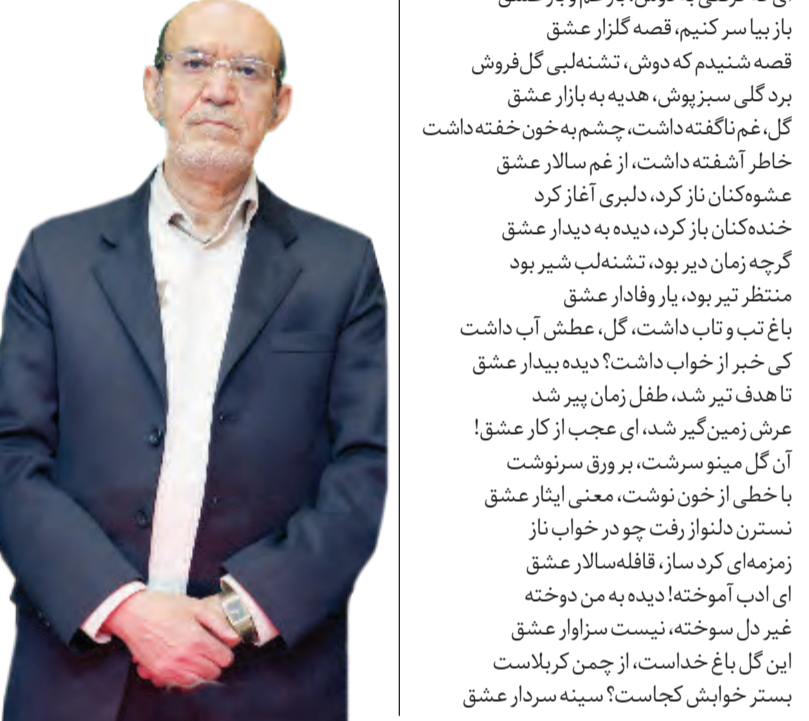 باز بیا سر کنیم، قصه گلزار عشق
قصه شنیدم که دوش، تشنه‌لبی گل‌فروش
برد گلی سبزپوش، هدیه به بازار عشق
گل، غم ناگفته داشت، چشم به خون خفته داشت
خاطر آشفته داشت، از غم سالار عشق
عشوه‌کنان ناز کرد، دلبری آغاز کرد
خنده‌کنان باز کرد، دیده به دیدار عشق
گرچه زمان دیر بود، تشنه‌لب شیر بود
منتظر تیر بود، یار وفادار عشق
باغ تب و تاب داشت، گل، عطش آب داشت
کی خبر از خواب داشت؟ دیده بیدار عشق
تا هدف تیر شد، طفل زمان پیر شد
عرش زمین‌گیر شد، ای عجب از کار عشق!
آن گل مینو سرشت، بر ورق سرنوشت
با خطی از خون نوشت، معنی ایثار عشق
نسترن دلنواز رفت چو در خواب ناز
زمزمه‌ای کرد ساز، قافله‌سالار عشق
ای ادب آموخته! دیده به من دوخته
غیر دل سوخته، نیست سزاوار عشق
این گل باغ خداست، از چمن کربلاست
بستر خوابش کجاست؟ سینه سردار عشق